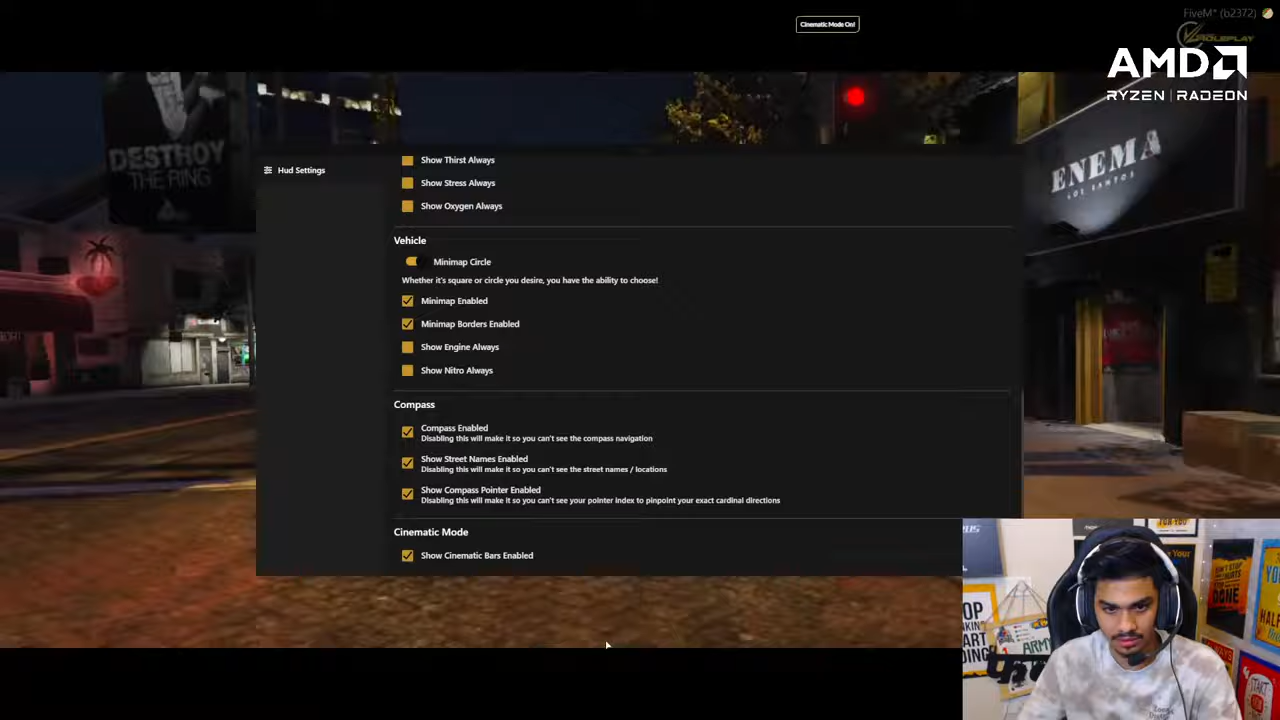 Cinematic Mode On!
FiveM* (b2372)
ROLEPLAY
AMD
RYZEN | RADEON
DESTROY
THE RING
ENEMA
LOS SANTOS
Hud Settings
Show Thirst Always
Show Stress Always
Show Oxygen Always
Vehicle
Minimap Circle
Whether it's square or circle you desire, you have the ability to choose!
Minimap Enabled
Minimap Borders Enabled
Show Engine Always
Show Nitro Always
Compass
Compass Enabled
Disabling this will make it so you can't see the compass navigation
Show Street Names Enabled
Disabling this will make it so you can't see the street names / locations
Show Compass Pointer Enabled
Disabling this will make it so you can't see your pointer index to pinpoint your exact cardinal directions
Cinematic Mode
Show Cinematic Bars Enabled
ARMY
DONE
START